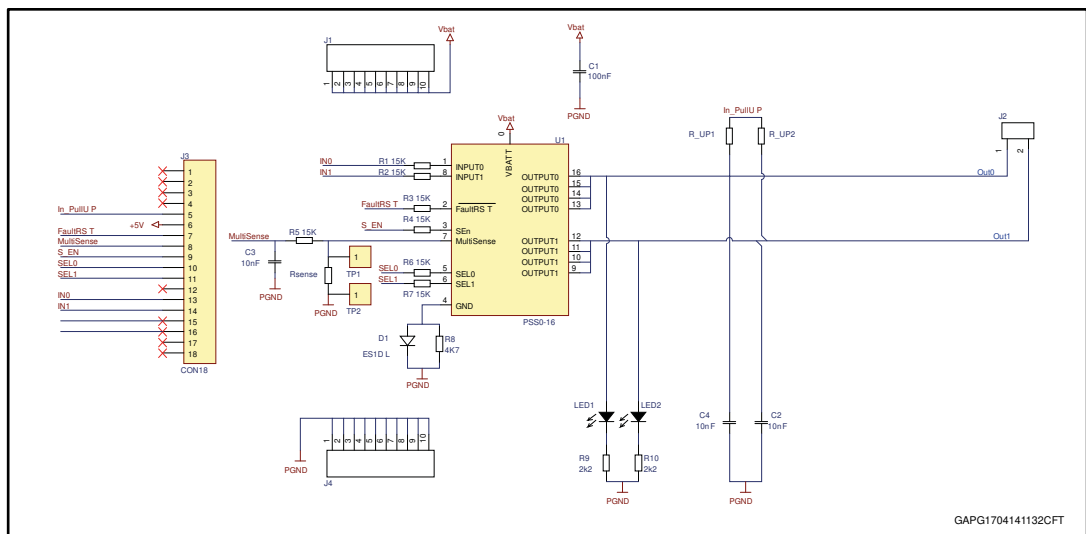 Vbat
J1
1 2 3 4 5 6 7 8 9 10
Vbat
C1
100nF
PGND
Vbat
0
U1
VBATT
In_PullU P
R_UP1
R_UP2
J2
1
2
J3
1
2
3
4
In_PullU P
5
+5V
6
FaultRS T
7
MultiSense
8
S_EN
9
SEL0
10
SEL1
11
12
IN0
13
IN1
14
15
16
17
18
CON18
IN0
R1 15K
1
INPUT0
IN1
R2 15K
8
INPUT1
FaultRS T
R3 15K
2
FaultRS T
S_EN
R4 15K
3
SEn
MultiSense
R5 15K
7
MultiSense
C3
10nF
PGND
Rsense
PGND
1
TP1
1
TP2
SEL0
R6 15K
5
SEL0
SEL1
R7 15K
6
SEL1
4
GND
PSS0-16
OUTPUT0
16
OUTPUT0
15
OUTPUT0
14
OUTPUT0
13
OUTPUT1
12
OUTPUT1
11
OUTPUT1
10
OUTPUT1
9
Out0
Out1
D1
ES1D L
R8
4K7
PGND
LED1
LED2
R9
2k2
R10
2k2
PGND
C4
10nF
C2
10nF
PGND
1 2 3 4 5 6 7 8 9 10
PGND
J4
GAPG1704141132CFT